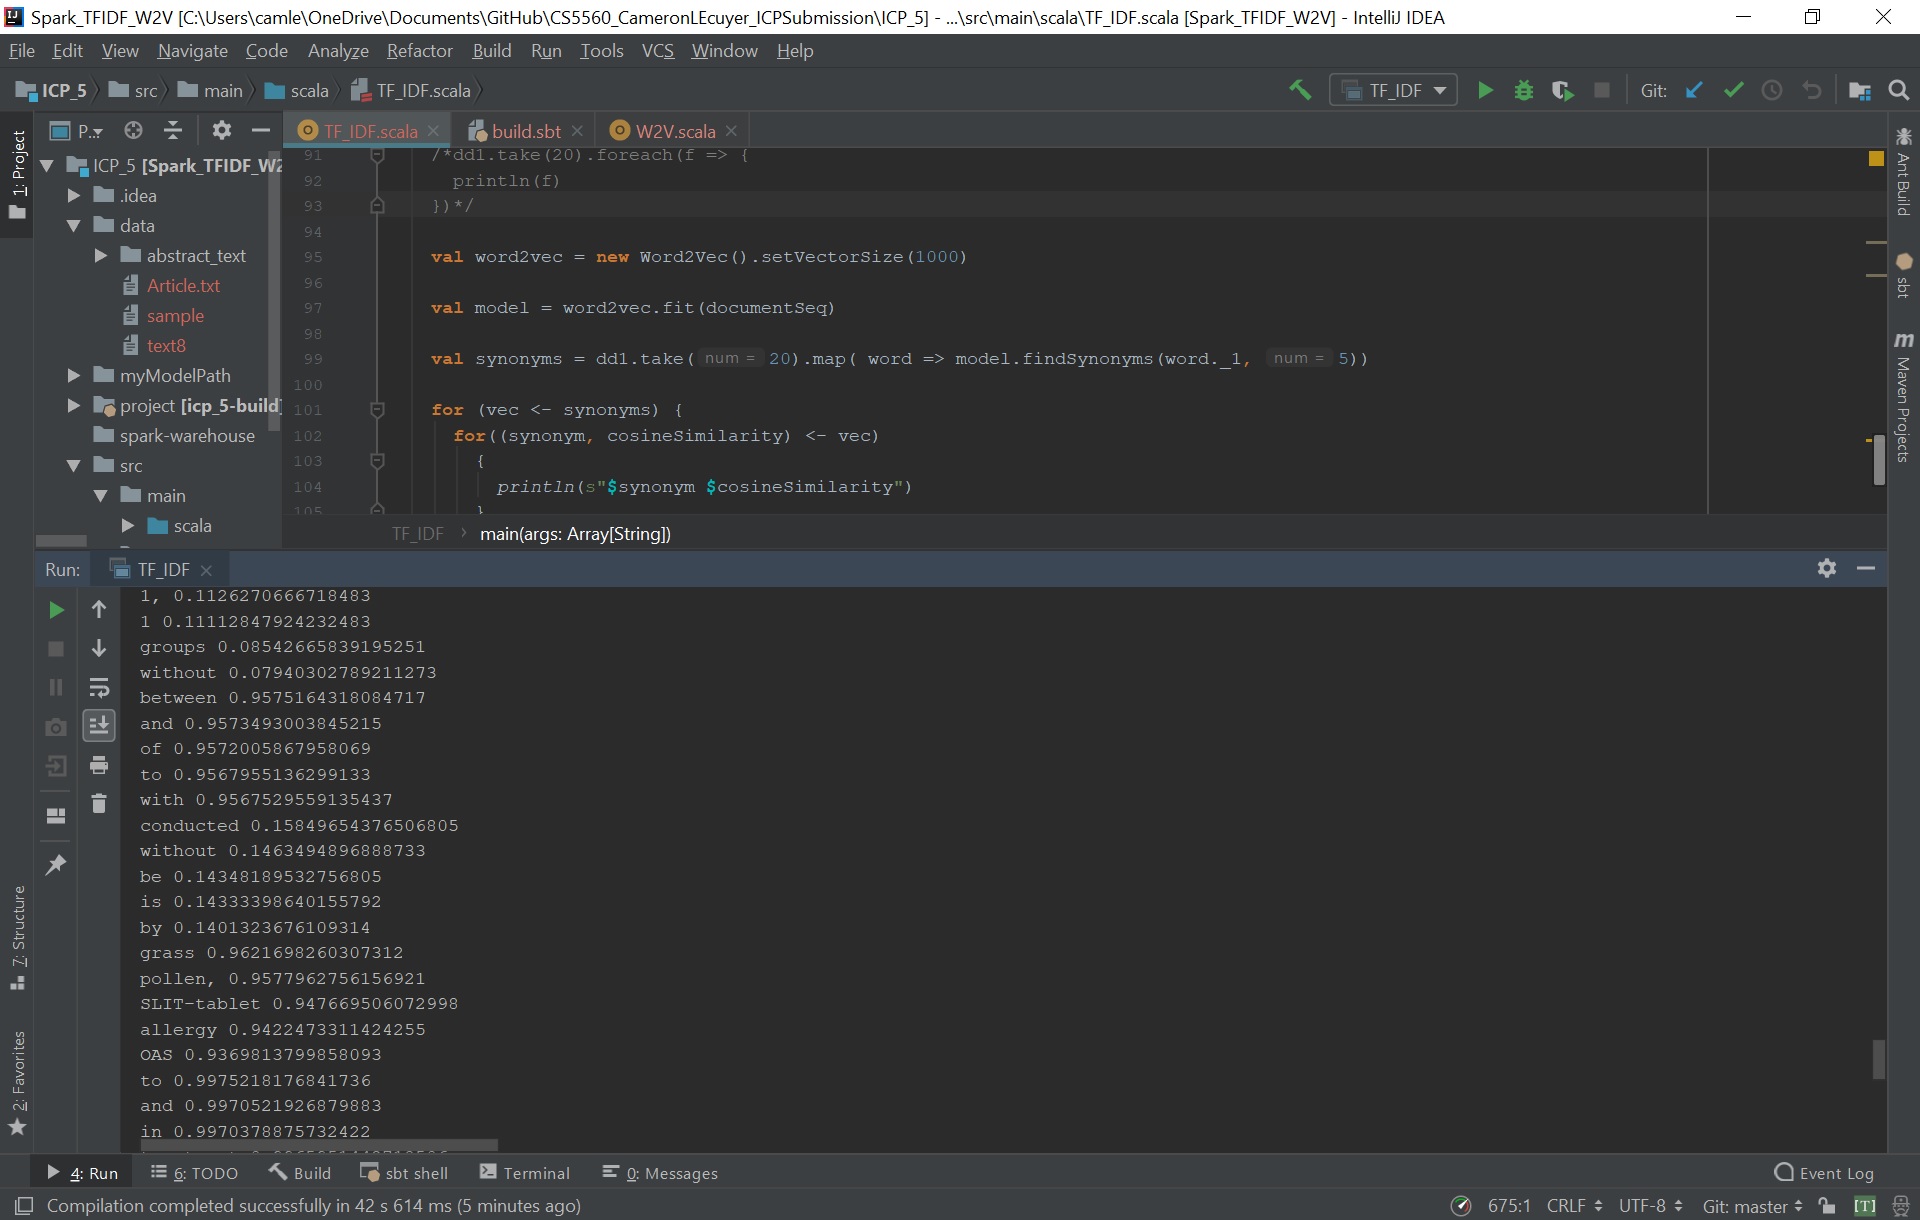 Spark_TFIDF_W2V [C:\Users\camle\OneDrive\Documents\GitHub\CS5560_CameronLEcuyer_ICPSubmission\ICP_5] - ...\src\main\scala\TF_IDF.scala [Spark_TFIDF_W2V] - IntelliJ IDEA
File Edit View Navigate Code Analyze Refactor Build Run Tools VCS Window Help
ICP_5 src main scala TF_IDF.scala TF_IDF Git:
1: Project
P... TF_IDF.scala build.sbt W2V.scala
ICP_5 [Spark_TFIDF_W2
.idea
data
abstract_text
Article.txt
sample
text8
myModelPath
project [icp_5-build]
spark-warehouse
src
main
scala
91 /*dd1.take(20).foreach(f => {
92 println(f)
93 })*/
94
95 val word2vec = new Word2Vec().setVectorSize(1000)
96
97 val model = word2vec.fit(documentSeq)
98
99 val synonyms = dd1.take( num = 20).map( word => model.findSynonyms(word._1, num = 5))
100
101 for (vec <- synonyms) {
102 for((synonym, cosineSimilarity) <- vec)
103 {
104 println(s"$synonym $cosineSimilarity")
105 }
TF_IDF > main(args: Array[String])
Ant Build
sbt
Maven Projects
Run: TF_IDF
1, 0.1126270666718483
1 0.11112847924232483
groups 0.08542665839195251
without 0.07940302789211273
between 0.9575164318084717
and 0.9573493003845215
of 0.9572005867958069
to 0.9567955136299133
with 0.9567529559135437
conducted 0.15849654376506805
without 0.1463494896888733
be 0.14348189532756805
is 0.14333398640155792
by 0.1401323676109314
grass 0.9621698260307312
pollen, 0.9577962756156921
SLIT-tablet 0.947669506072998
allergy 0.9422473311424255
OAS 0.9369813799858093
to 0.9975218176841736
and 0.9970521926879883
in 0.9970378875732422
7: Structure
2: Favorites
4: Run 6: TODO Build sbt shell Terminal 0: Messages Event Log
Compilation completed successfully in 42 s 614 ms (5 minutes ago) 675:1 CRLF UTF-8 Git: master [T]